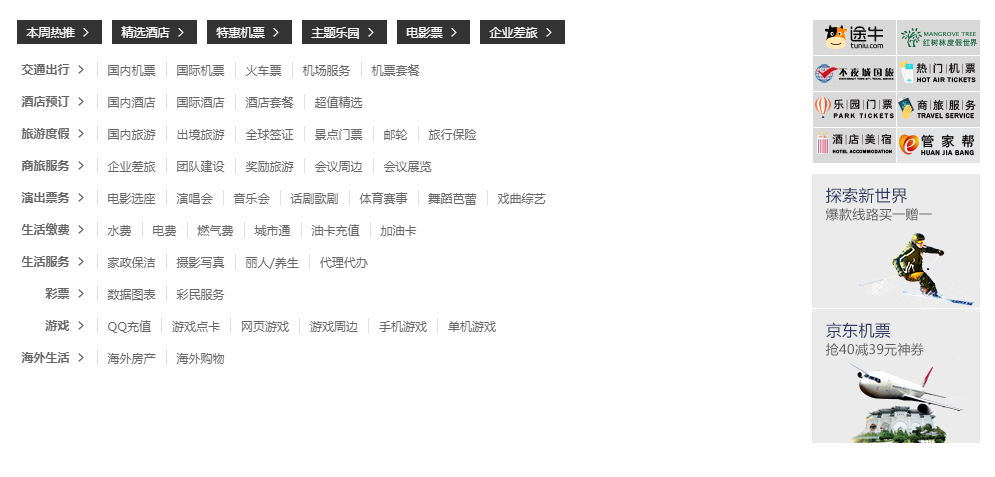 本周热推 精选酒店 特惠机票 主题乐园 电影票 企业差旅
交通出行 国内机票 国际机票 火车票 机场服务 机票套餐
酒店预订 国内酒店 国际酒店 酒店套餐 超值精选
旅游度假 国内旅游 出境旅游 全球签证 景点门票 邮轮 旅行保险
商旅服务 企业差旅 团队建设 奖励旅游 会议周边 会议展览
演出票务 电影选座 演唱会 音乐会 话剧歌剧 体育赛事 舞蹈芭蕾 戏曲综艺
生活缴费 水费 电费 燃气费 城市通 油卡充值 加油卡
生活服务 家政保洁 摄影写真 丽人/养生 代理代办
彩票 数据图表 彩民服务
游戏 QQ充值 游戏点卡 网页游戏 游戏周边 手机游戏 单机游戏
海外生活 海外房产 海外购物
途牛
tuniu.com
MANGROVE TREE
红树林度假世界
不夜城国旅
热门机票
HOT AIR TICKETS
乐园门票
PARK TICKETS
商旅服务
TRAVEL SERVICE
酒店美宿
HOTEL ACCOMMODATION
管家帮
HUAN JIA BANG
探索新世界
爆款线路买一赠一
京东机票
抢40减39元神券